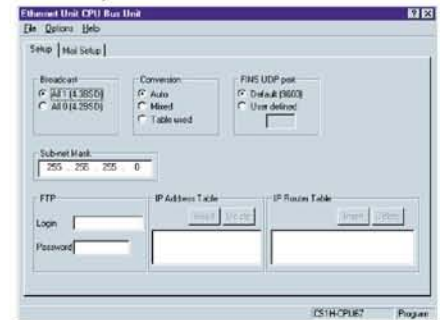 Ethernet Unit CPU Bus Unit
File Options Help
Setup Mail Setup
Broadcast
All 1 (4.3BSD)
All 0 (4.2BSD)
Conversion
Auto
Mixed
Table used
FINS UDP port
Default (9600)
User defined
Sub-net Mask
255 . 255 . 255 . 0
FTP
Login
Password
IP Address Table
Insert Delete
IP Router Table
Insert Delete
CS1H-CPU67 Program